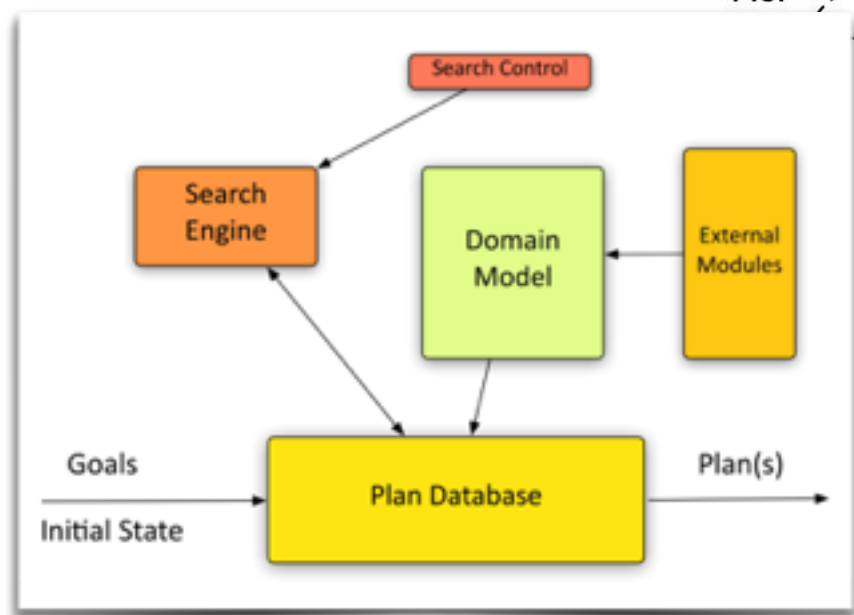 Search Control
Search
Engine
Domain
Model
External
Modules
Goals
Initial State
Plan Database
Plan(s)